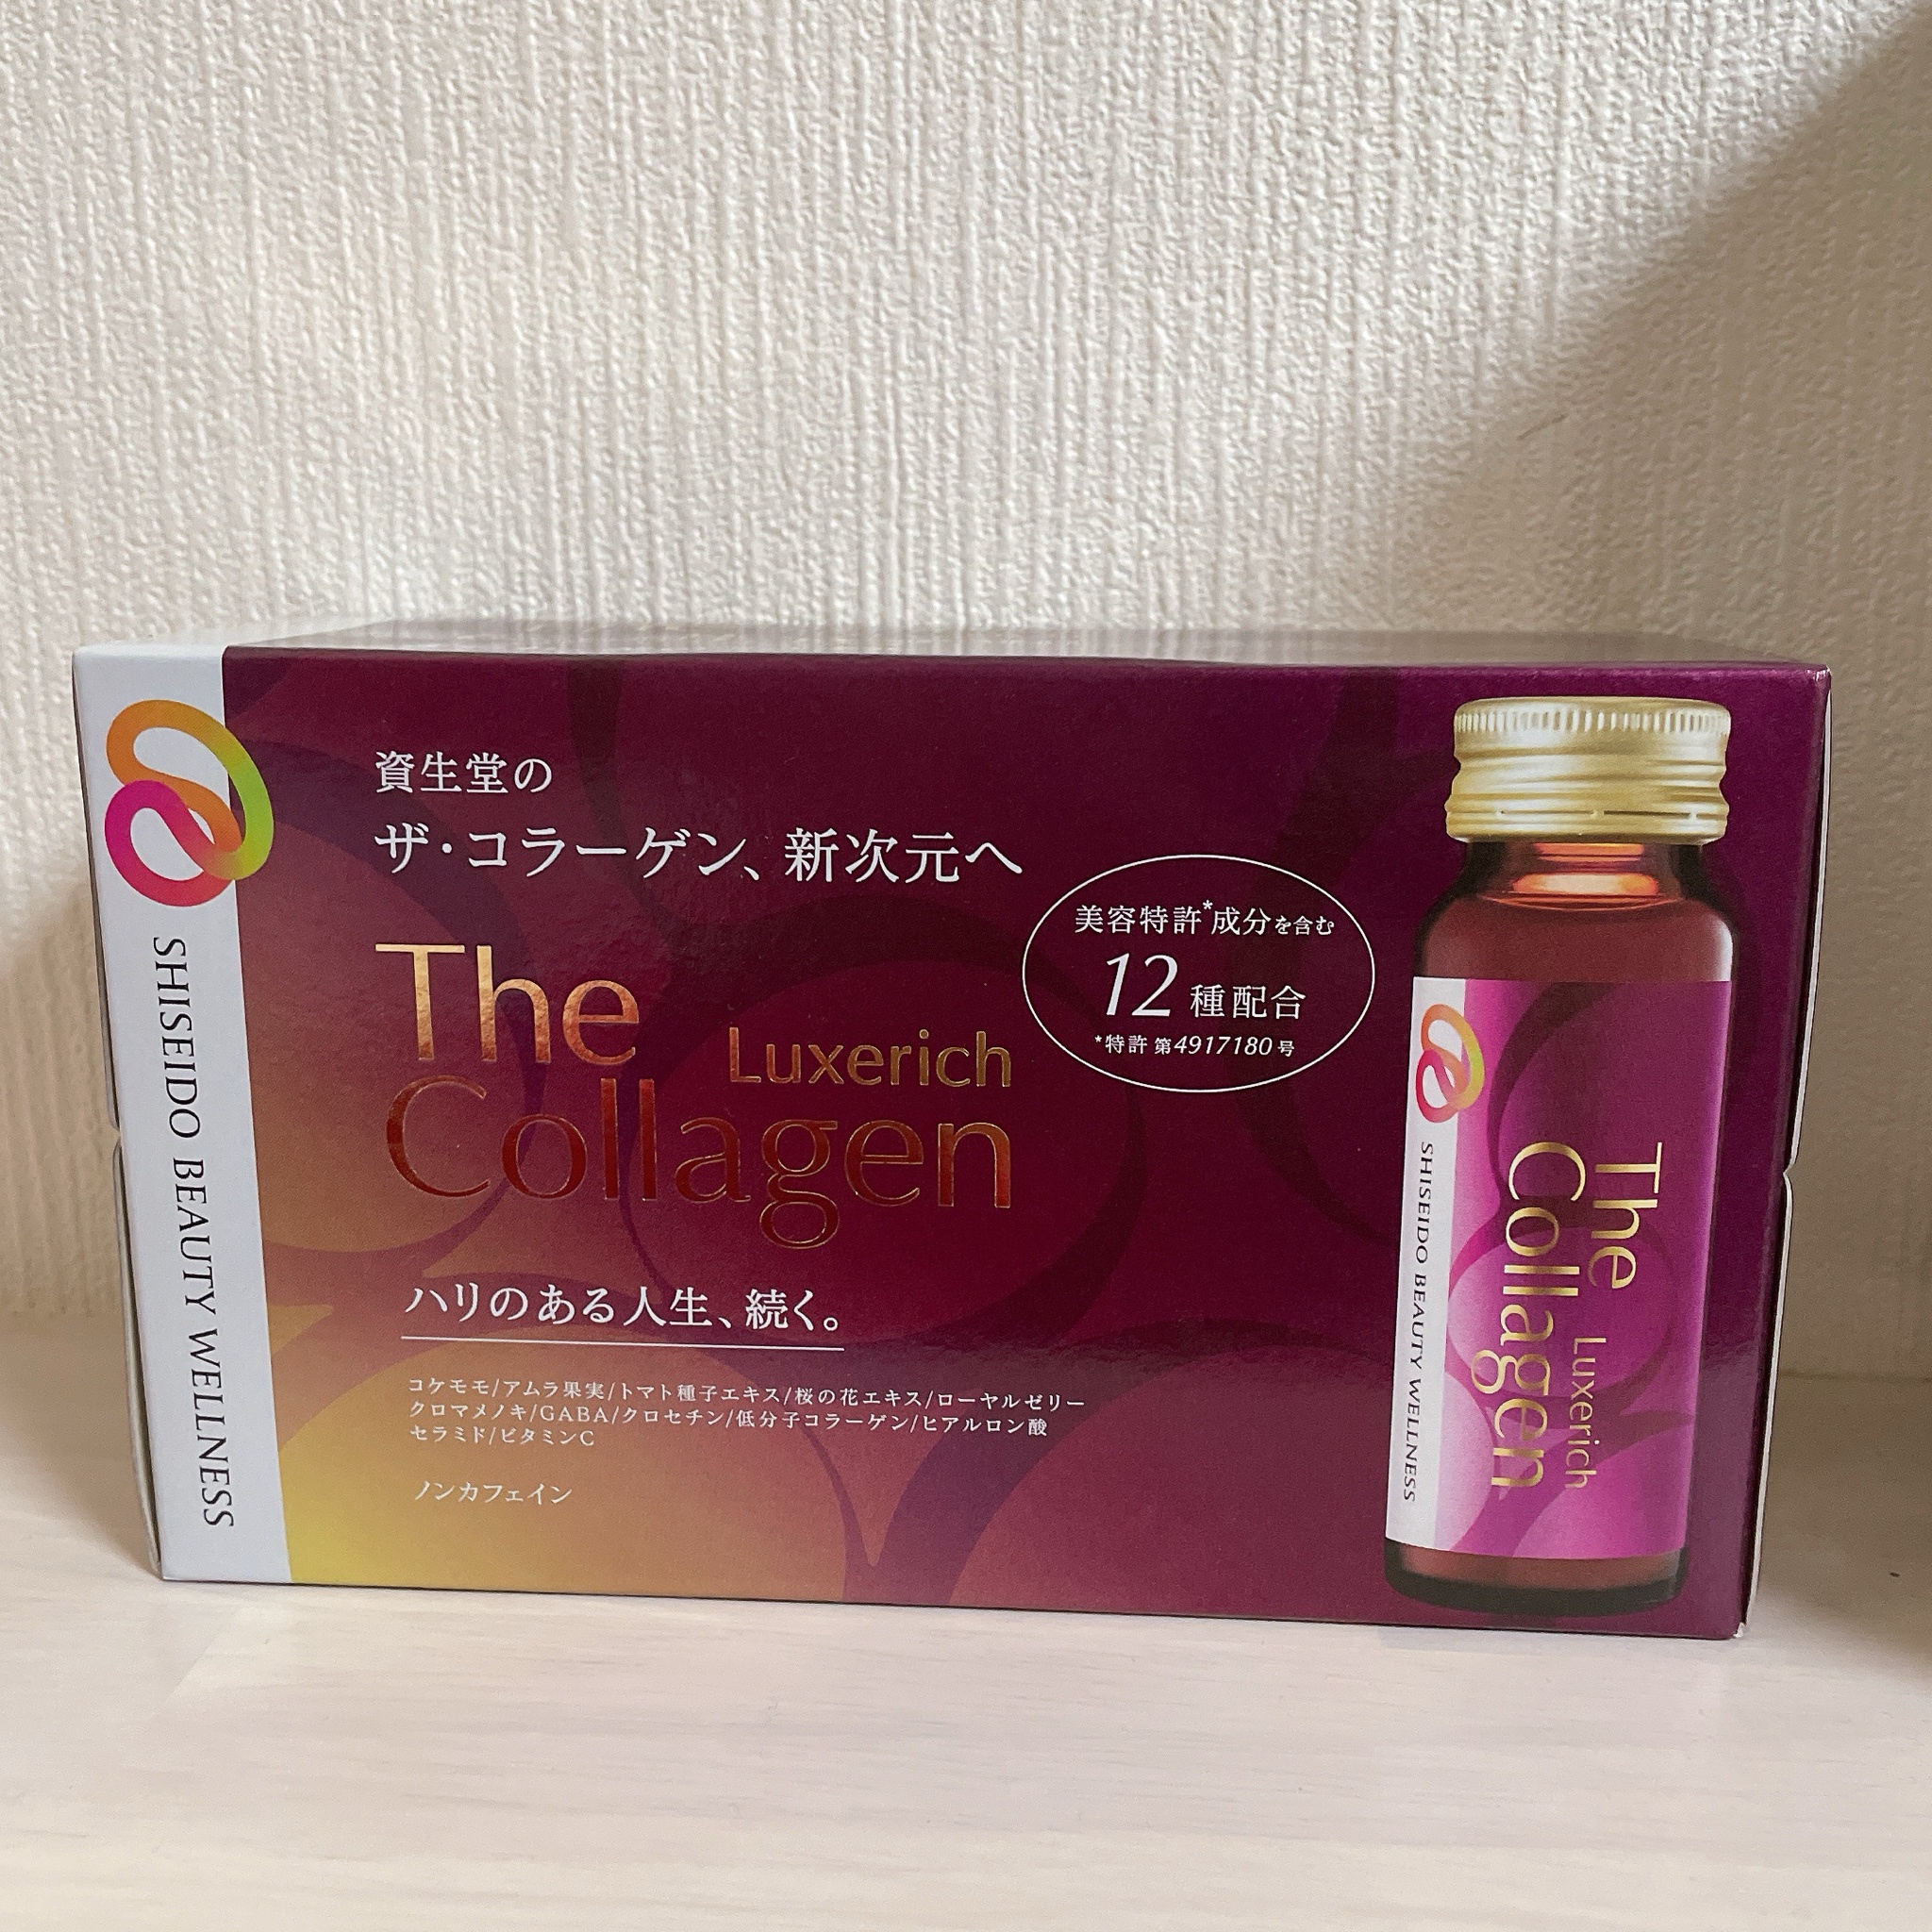 SHISEIDO BEAUTY WELLNESS
資生堂の
ザ・コラーゲン、新次元へ
The
Luxerich
Collagen
美容特許*成分を含む
12種配合
*特許 第4917180号
ハリのある人生、続く。
コケモモ/アムラ果実/トマト種子エキス/桜の花エキス/ローヤルゼリー
クロマメノキ/GABA/クロセチン/低分子コラーゲン/ヒアルロン酸
セラミド/ビタミンC
ノンカフェイン
The
Luxerich
Collagen
SHISEIDO BEAUTY WELLNESS